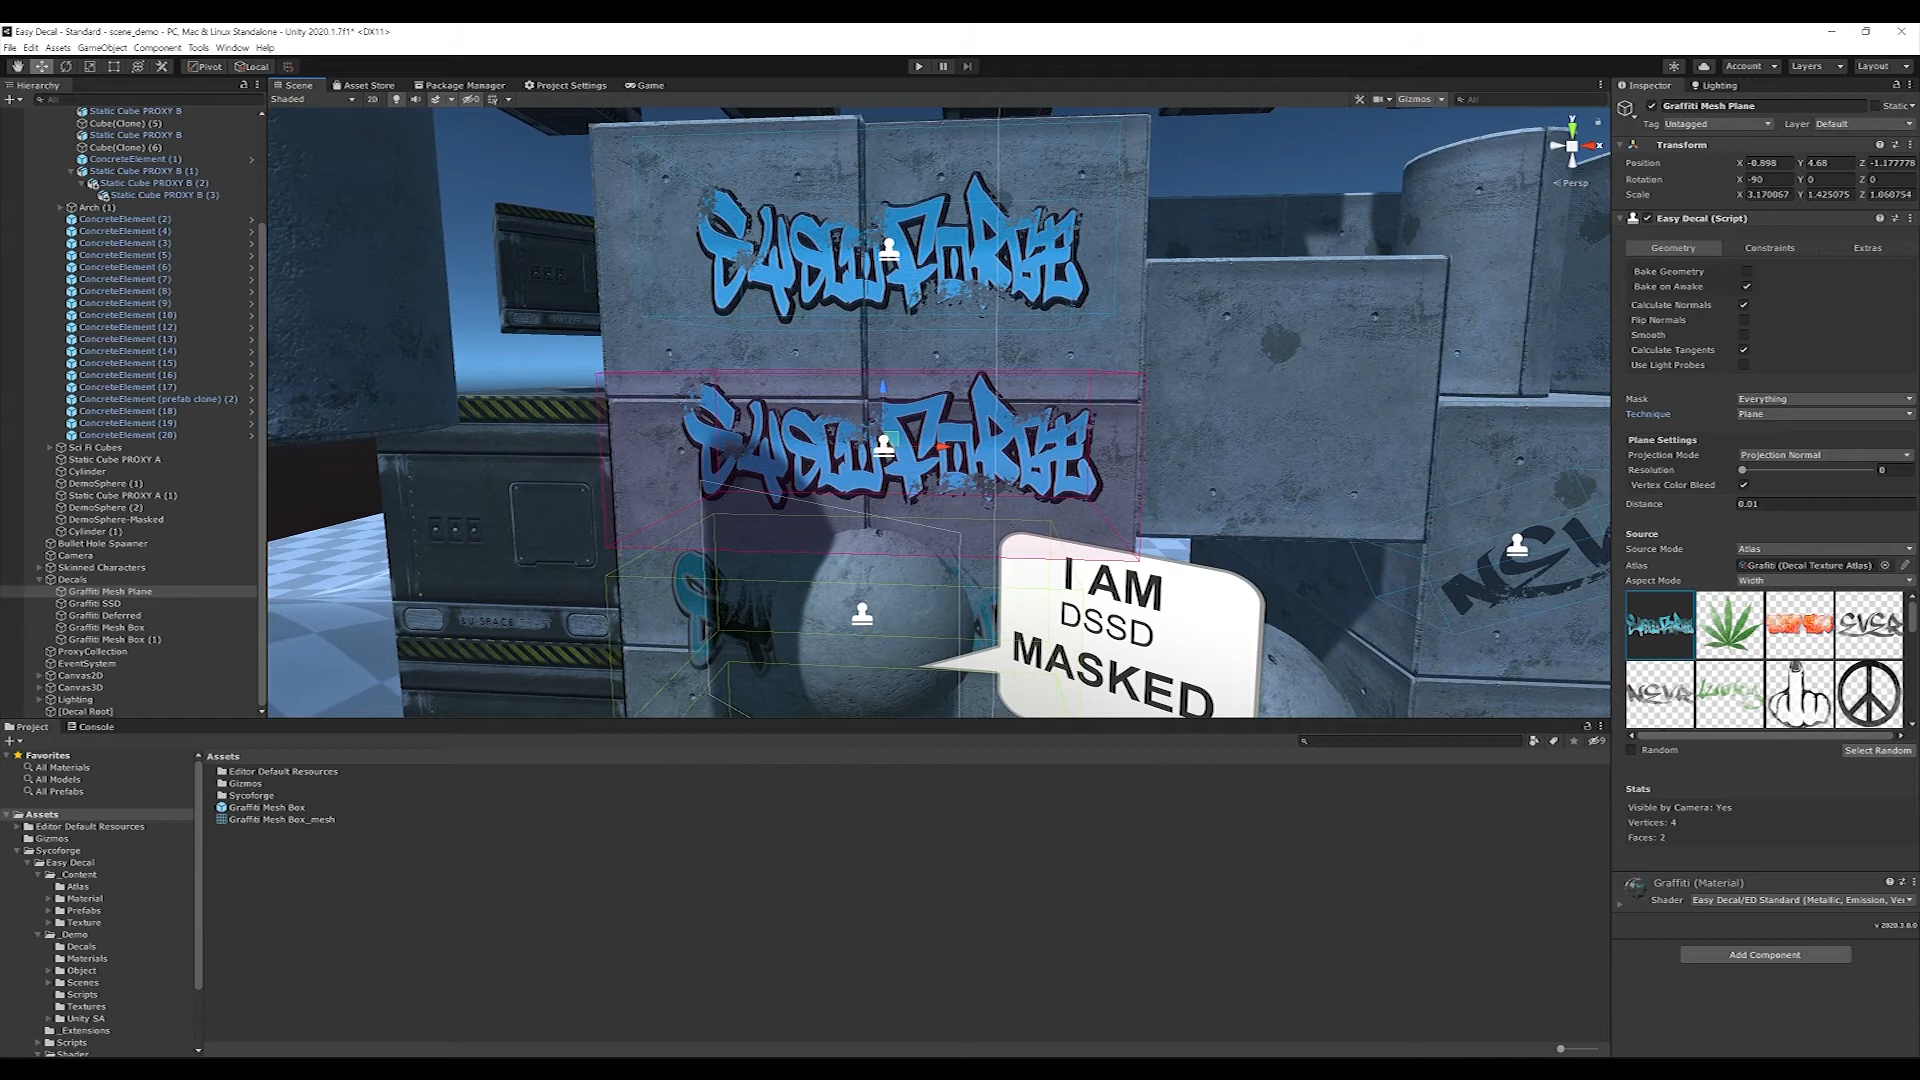 Easy Decal - Standard - scene_demo - PC, Mac & Linux Standalone - Unity 2020.1.7f1* <DX11>
File Edit Assets GameObject Component Tools Window Help
Pivot Local Account Layers Layout
Hierarchy
All
Static Cube PROXY B
Cube(Clone) (5)
Static Cube PROXY B
Cube(Clone) (6)
ConcreteElement (1)
Static Cube PROXY B (1)
Static Cube PROXY B (2)
Static Cube PROXY B (3)
Arch (1)
ConcreteElement (2)
ConcreteElement (4)
ConcreteElement (3)
ConcreteElement (5)
ConcreteElement (6)
ConcreteElement (7)
ConcreteElement (8)
ConcreteElement (9)
ConcreteElement (10)
ConcreteElement (12)
ConcreteElement (13)
ConcreteElement (14)
ConcreteElement (15)
ConcreteElement (16)
ConcreteElement (17)
ConcreteElement (prefab clone) (2)
ConcreteElement (18)
ConcreteElement (19)
ConcreteElement (20)
Sci Fi Cubes
Static Cube PROXY A
Cylinder
DemoSphere (1)
Static Cube PROXY A (1)
DemoSphere (2)
DemoSphere-Masked
Cylinder (1)
Bullet Hole Spawner
Camera
Skinned Characters
Decals
Graffiti Mesh Plane
Graffiti SSD
Graffiti Deferred
Graffiti Mesh Box
Graffiti Mesh Box (1)
ProxyCollection
EventSystem
Canvas2D
Canvas3D
Lighting
[Decal Root]
Scene Asset Store Package Manager Project Settings Game
Shaded 2D 0 Gizmos All
y
x
Persp
SYCOFORGE
SYCOFORGE
I AM
DSSD
MASKED
Inspector Lighting
Graffiti Mesh Plane Static
Tag Untagged Layer Default
Transform
Position X -0.898 Y 4.68 Z -1.177778
Rotation X -90 Y 0 Z 0
Scale X 3.170067 Y 1.425075 Z 1.060754
Easy Decal (Script)
Geometry Constraints Extras
Bake Geometry
Bake on Awake
Calculate Normals
Flip Normals
Smooth
Calculate Tangents
Use Light Probes
Mask Everything
Technique Plane
Plane Settings
Projection Mode Projection Normal
Resolution 0
Vertex Color Bleed
Distance 0.01
Source
Source Mode Atlas
Atlas Grafiti (Decal Texture Atlas)
Aspect Mode Width
Random Select Random
Stats
Visible by Camera: Yes
Vertices: 4
Faces: 2
Graffiti (Material)
Shader Easy Decal/ED Standard (Metallic, Emission, Ver
v 2020.3.0.0
Add Component
Project Console
9
Favorites
All Materials
All Models
All Prefabs
Assets
Editor Default Resources
Gizmos
Sycoforge
Easy Decal
_Content
Atlas
Material
Prefabs
Texture
_Demo
Decals
Materials
Object
Scenes
Scripts
Textures
Unity SA
_Extensions
Scripts
Shader
Assets
Editor Default Resources
Gizmos
Sycoforge
Graffiti Mesh Box
Graffiti Mesh Box_mesh